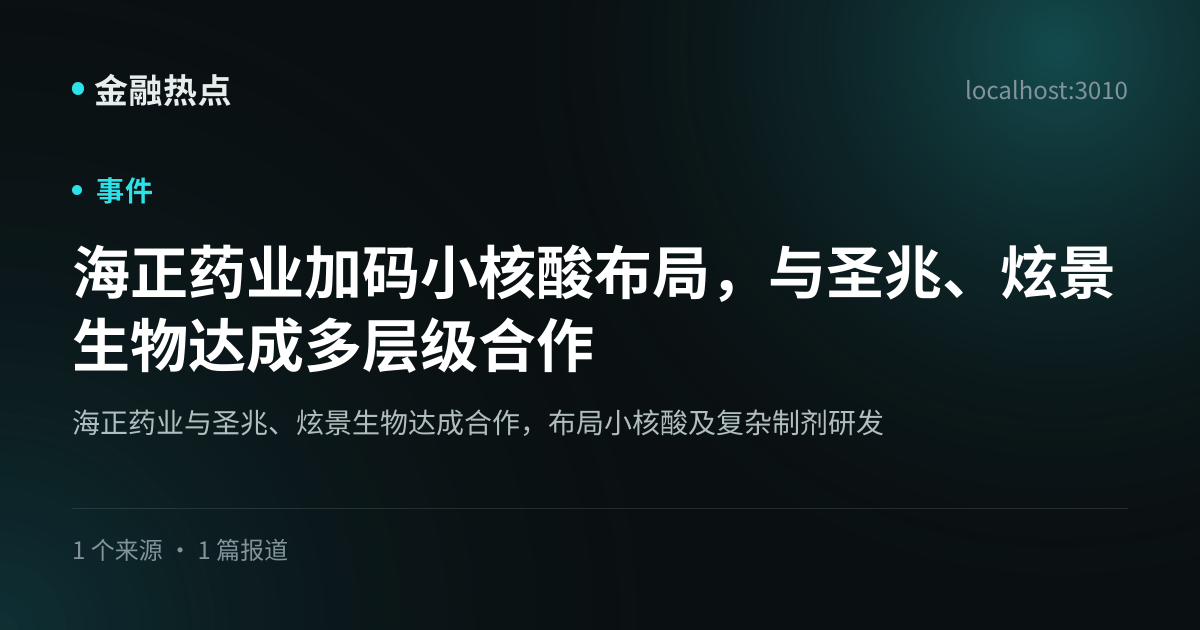 金融热点
localhost:3010
事件
海正药业加码小核酸布局，与圣兆、炫景
生物达成多层级合作
海正药业与圣兆、炫景生物达成合作，布局小核酸及复杂制剂研发
1 个来源 · 1 篇报道